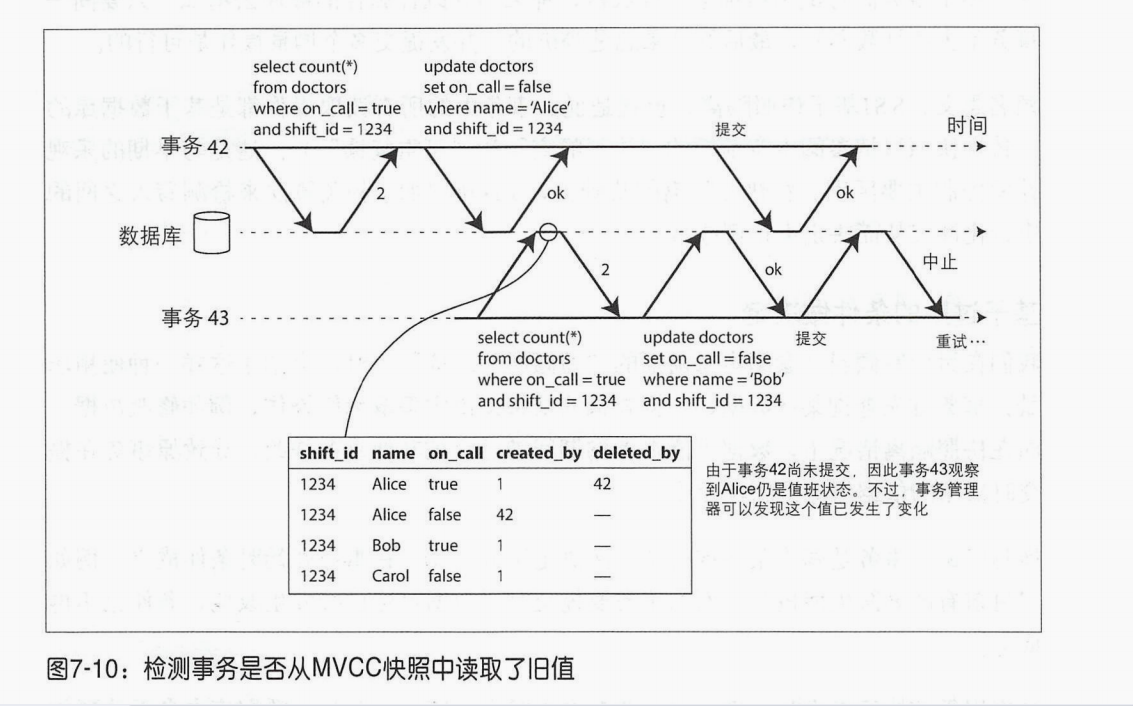 select count(*)
from doctors
where on_call = true
and shift_id = 1234
update doctors
set on_call = false
where name = ‘Alice’
and shift_id = 1234
提交
时间
事务 42
2
ok
ok
数据库
2
ok
中止
事务 43
select count(*)
from doctors
where on_call = true
and shift_id = 1234
update doctors
set on_call = false
where name = ‘Bob’
and shift_id = 1234
提交
重试…
shift_id name on_call created_by deleted_by
1234 Alice true 1 42
1234 Alice false 42 —
1234 Bob true 1 —
1234 Carol false 1 —
由于事务42尚未提交，因此事务43观察
到Alice仍是值班状态。不过，事务管理
器可以发现这个值已发生了变化
图7-10：检测事务是否从MVCC快照中读取了旧值